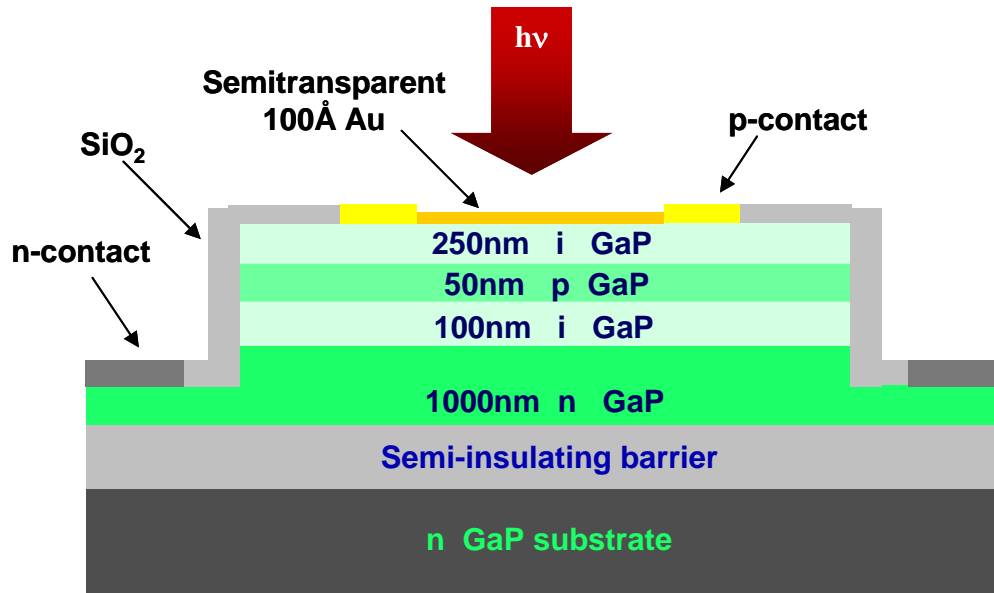 hν
Semitransparent
100Å Au
p-contact
SiO₂
n-contact
250nm i GaP
50nm p GaP
100nm i GaP
1000nm n GaP
Semi-insulating barrier
n GaP substrate